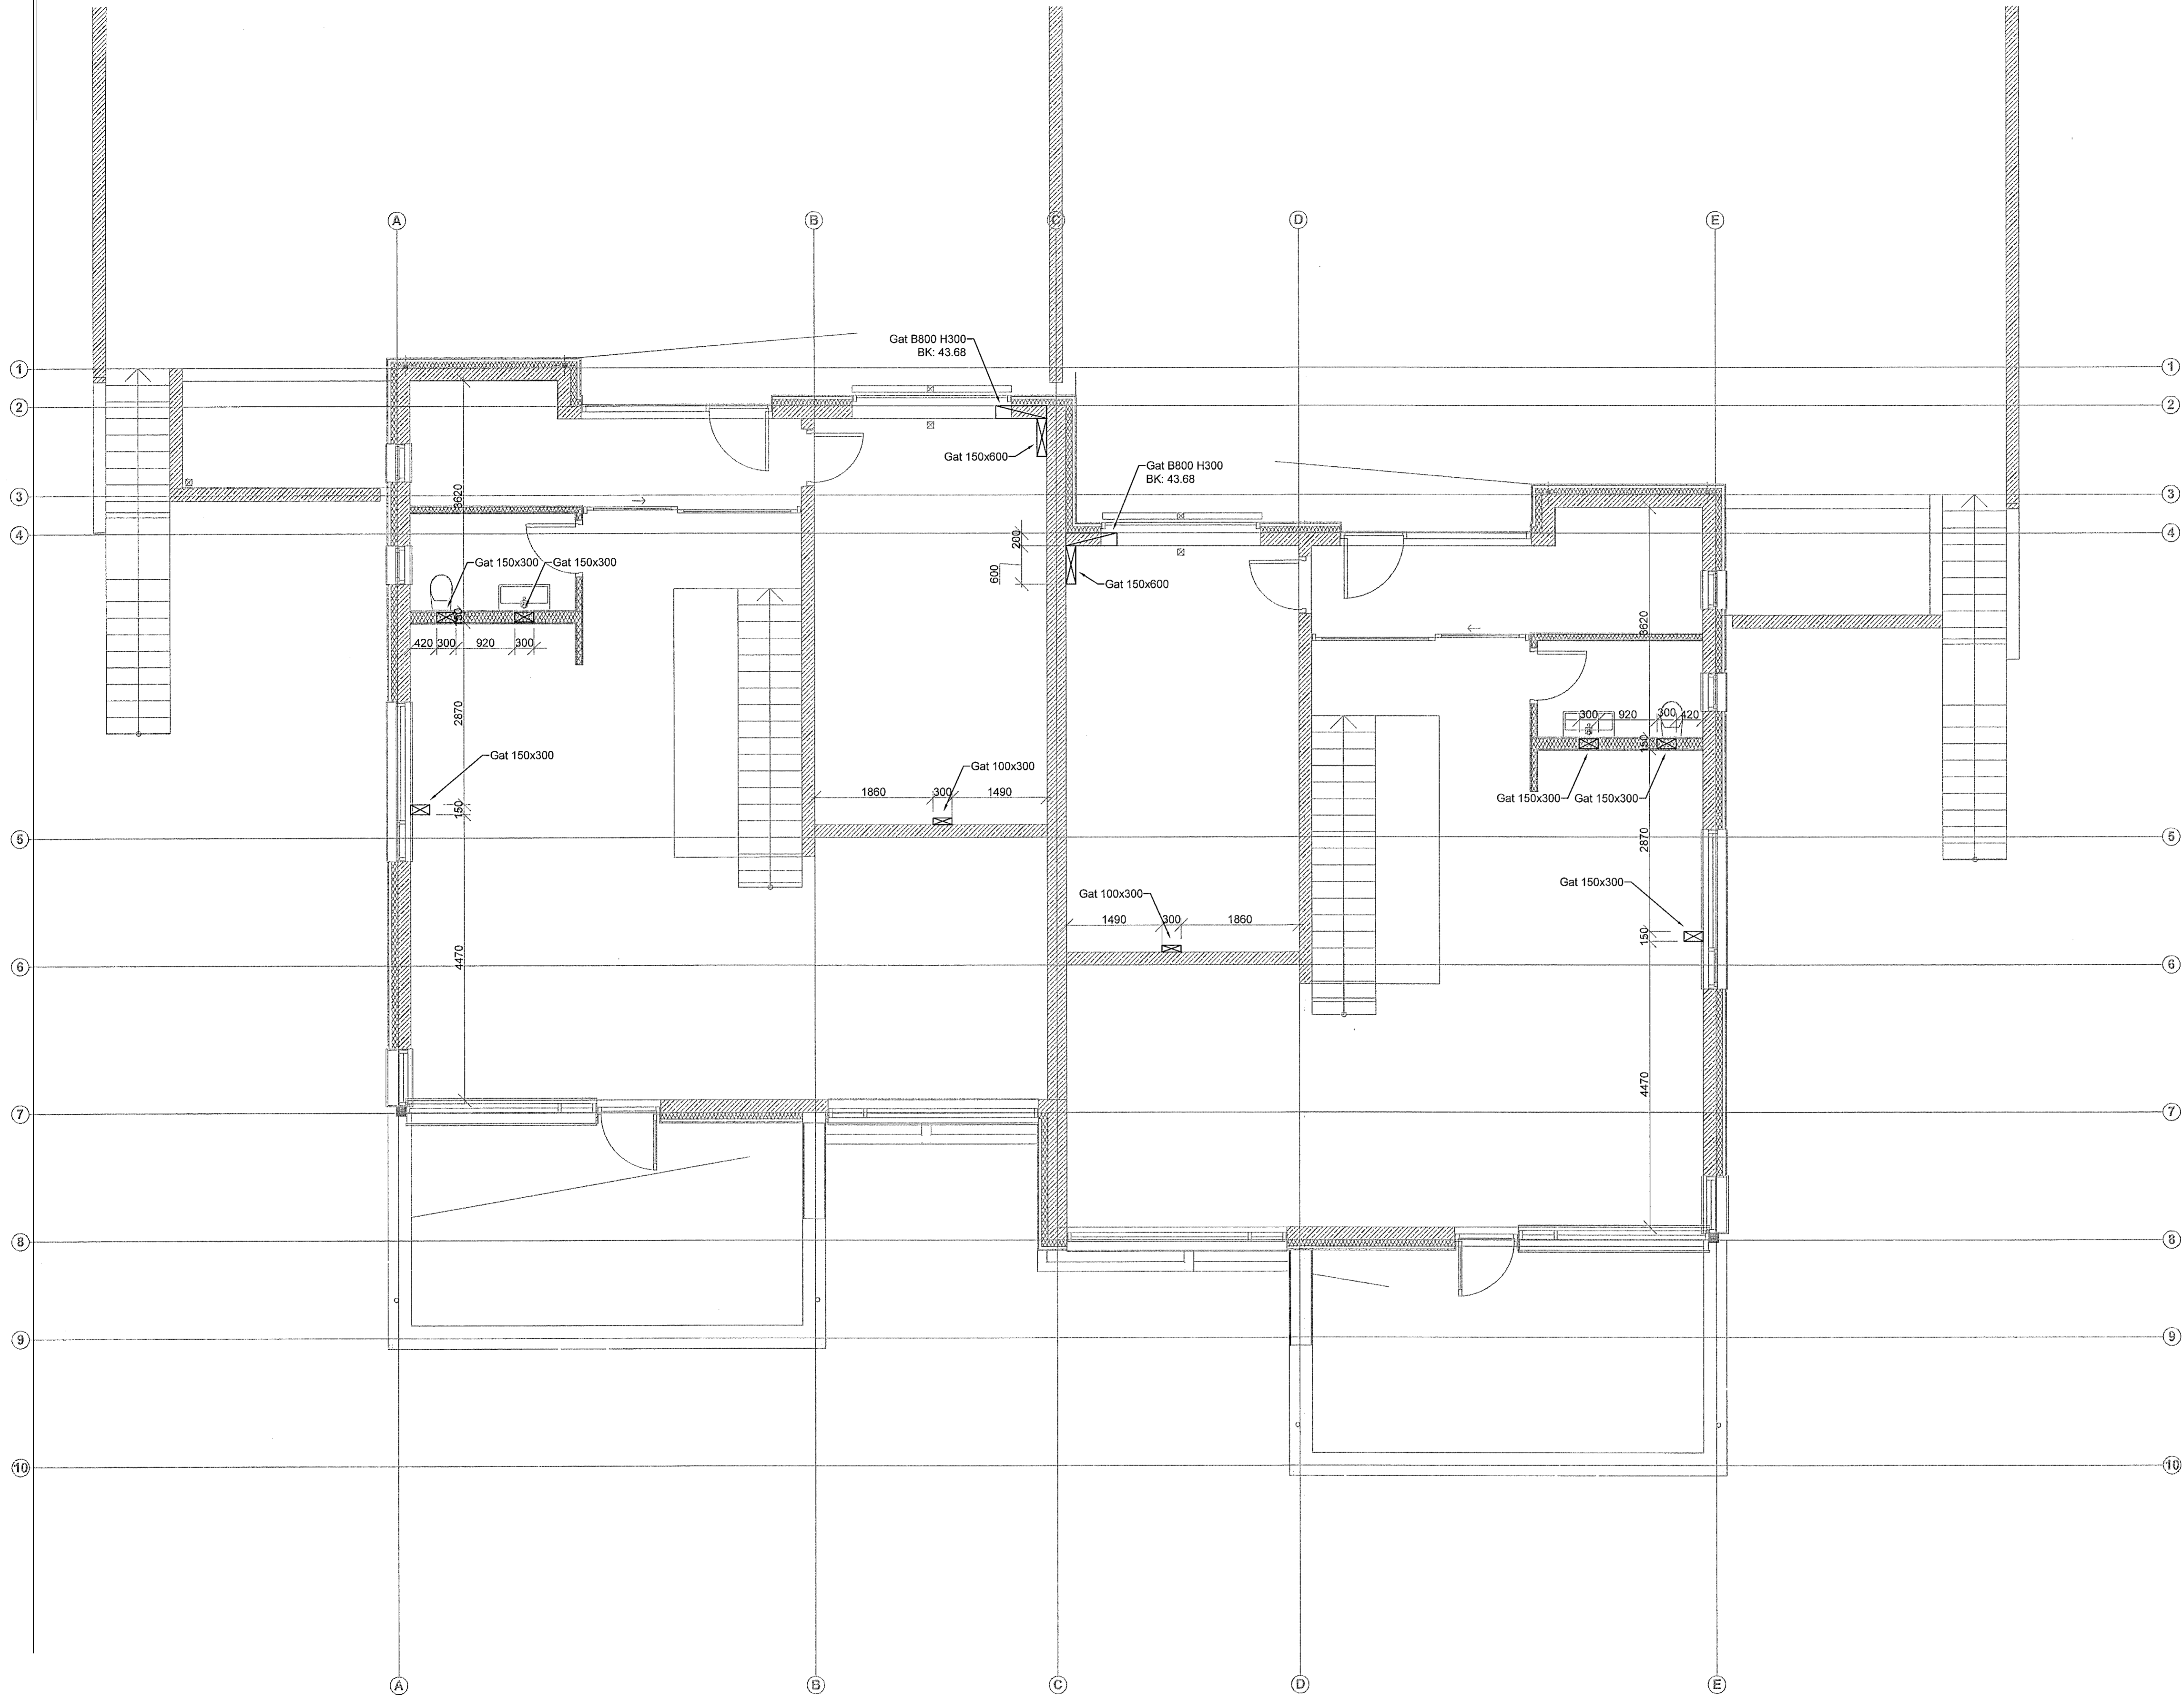 A
B
C
D
E
Gat B800 H300
BK: 43.68
1
1
2
2
Gat 150x600
Gat B800 H300
BK: 43.68
3
3
3620
4
4
200
600
Gat 150x300
Gat 150x300
Gat 150x600
150
3620
420 300 920 300
2870
300 920 300 420
150
Gat 150x300
Gat 100x300
1860 300 1490
Gat 150x300
Gat 150x300
150
5
5
2870
Gat 100x300
Gat 150x300
1490 300 1860
150
4470
6
6
4470
7
7
8
8
9
9
10
10
A
B
C
D
E